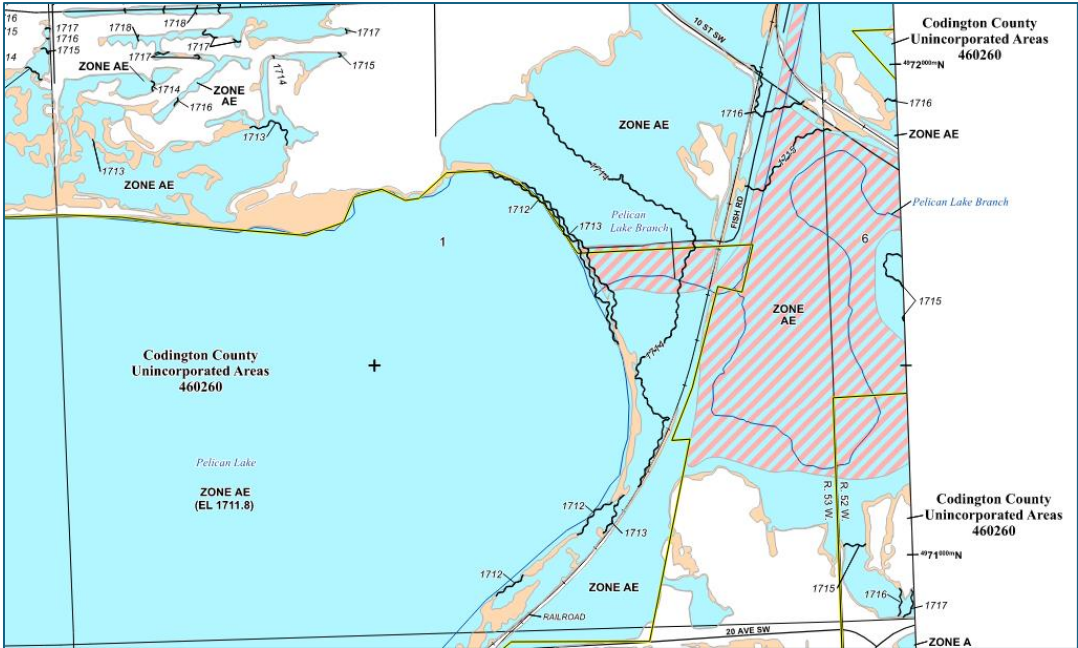 16
15
14
1717
1716
1715
1718
1718
1717
1717
1717
1715
ZONE AE
1714
ZONE
AE
1716
1714
1713
1713
ZONE AE
10 ST SW
ZONE AE
1716
Codington County
Unincorporated Areas
460260
4972000mN
1716
ZONE AE
1714
1715
FISH RD
Pelican Lake Branch
1712
1713
Pelican
Lake Branch
1
6
1715
ZONE
AE
1714
Codington County
Unincorporated Areas
460260
Pelican Lake
ZONE AE
(EL 1711.8)
R. 53 W.
R. 52 W.
Codington County
Unincorporated Areas
460260
4971000mN
1712
1713
1712
ZONE AE
1715
1716
1717
RAILROAD
20 AVE SW
ZONE A